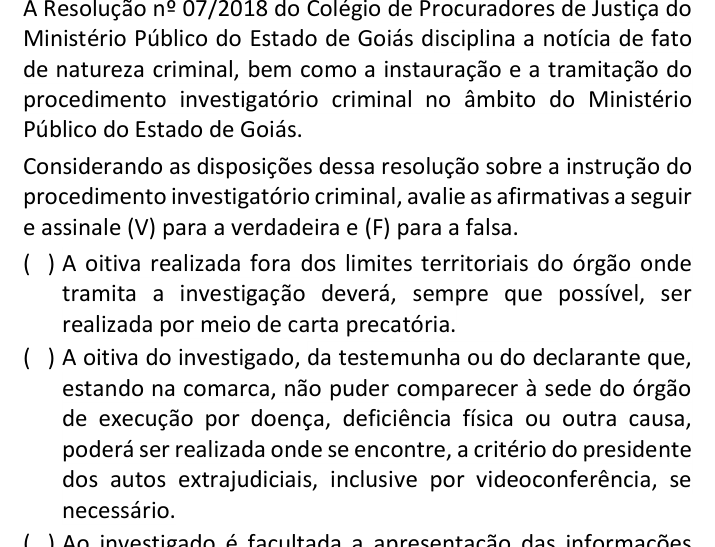 A Resolução nº 07/2018 do Colégio de Procuradores de Justiça do
Ministério Público do Estado de Goiás disciplina a notícia de fato
de natureza criminal, bem como a instauração e a tramitação do
procedimento investigatório criminal no âmbito do Ministério
Público do Estado de Goiás.
Considerando as disposições dessa resolução sobre a instrução do
procedimento investigatório criminal, avalie as afirmativas a seguir
e assinale (V) para a verdadeira e (F) para a falsa.
( ) A oitiva realizada fora dos limites territoriais do órgão onde
tramita a investigação deverá, sempre que possível, ser
realizada por meio de carta precatória.
( ) A oitiva do investigado, da testemunha ou do declarante que,
estando na comarca, não puder comparecer à sede do órgão
de execução por doença, deficiência física ou outra causa,
poderá ser realizada onde se encontre, a critério do presidente
dos autos extrajudiciais, inclusive por videoconferência, se
necessário.
( ) Ao investigado é facultada a apresentação das informações